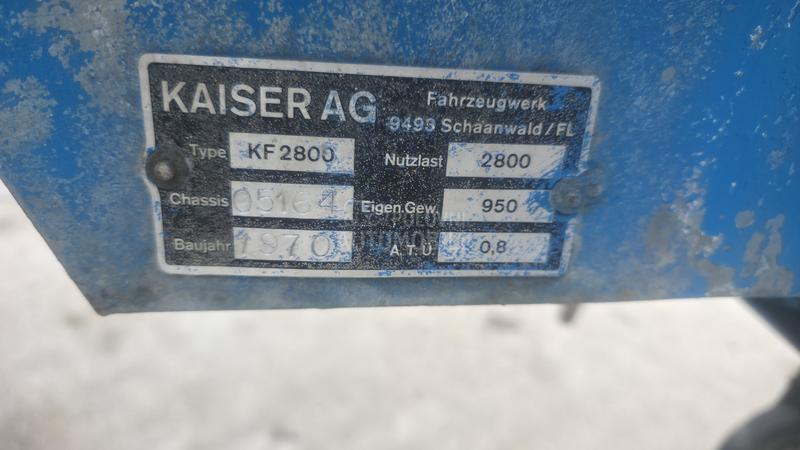 KAISER AG
Fahrzeugwerk
9493 Schaanwald/FL
Type KF 2800 Nutzlast 2800
Chassis 05164 Eigen.Gew. 950
Baujahr 1970 A.T.U. 0,8